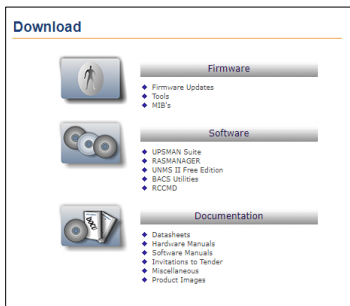 Download
Firmware
Firmware Updates
Tools
MIB's
Software
UPSMAN Suite
RASMANAGER
UNMS II Free Edition
BACS Utilities
RCCMD
Documentation
Datasheets
Hardware Manuals
Software Manuals
Invitations to Tender
Miscellaneous
Product Images